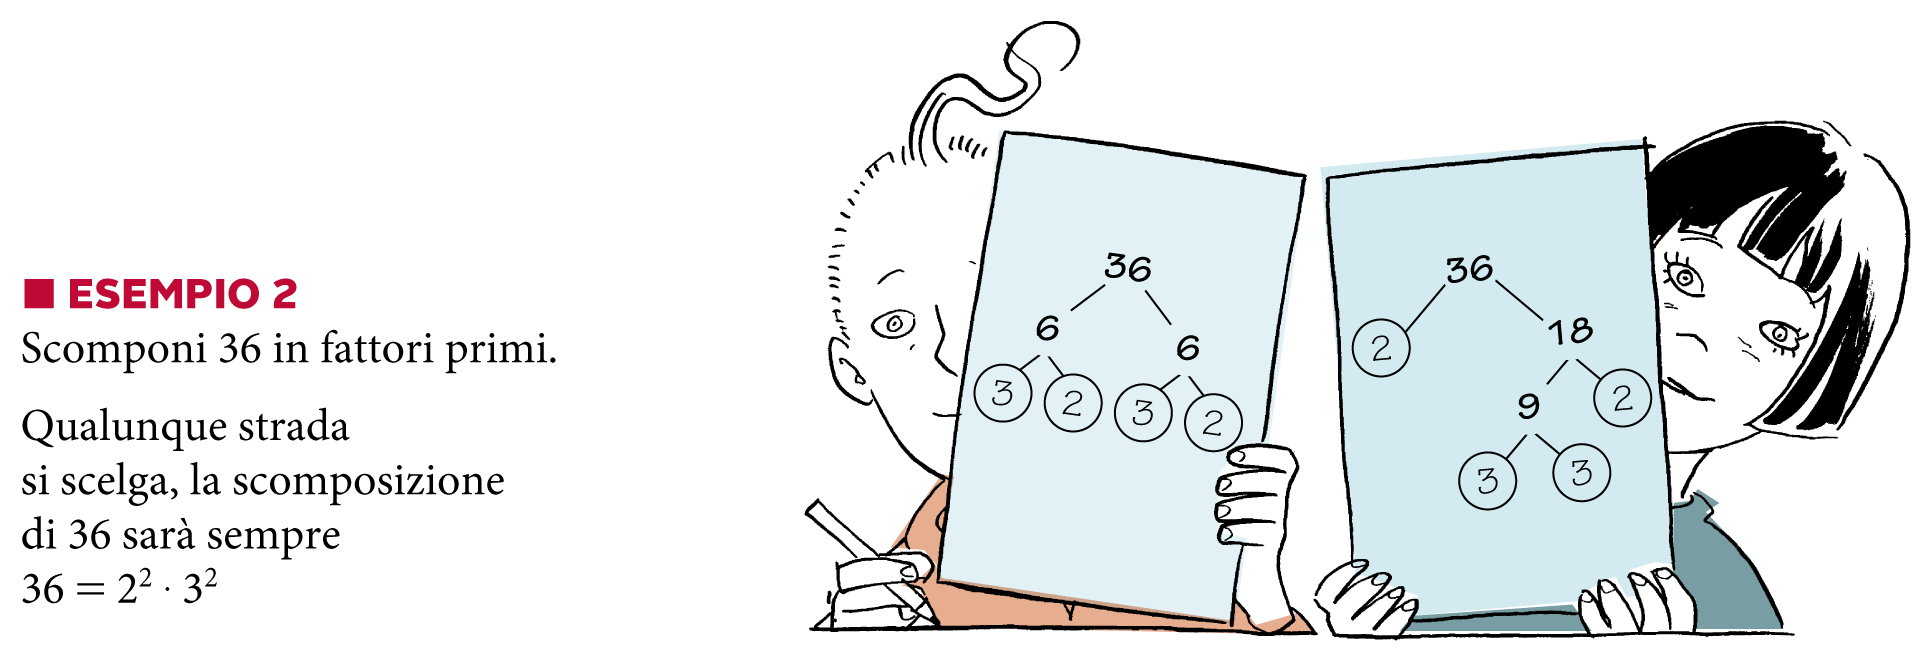 ESEMPIO 2
Scomponi 36 in fattori primi.
Qualunque strada
si scelga, la scomposizione
di 36 sarà sempre
36 = 2² · 3²
36
6 6
3 2 3 2
36
2 18
9 2
3 3